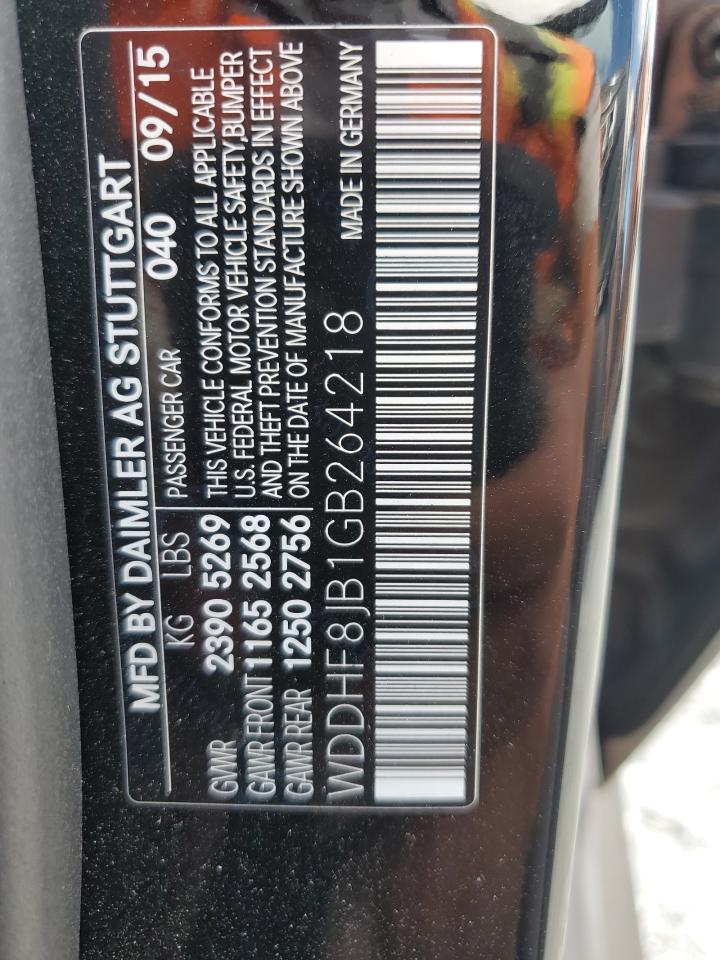 MFD BY DAIMLER AG STUTTGART
040 09/15
KG LBS PASSENGER CAR
GWR 2390 5269 THIS VEHICLE CONFORMS TO ALL APPLICABLE
U.S. FEDERAL MOTOR VEHICLE SAFETY,BUMPER
GAWR FRONT 1165 2568 AND THEFT PREVENTION STANDARDS IN EFFECT
GAWR REAR 1250 2756 ON THE DATE OF MANUFACTURE SHOWN ABOVE
WDDHF8JB1GB264218 MADE IN GERMANY